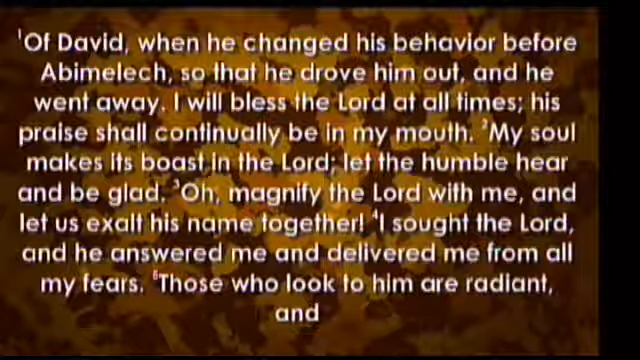 ¹Of David, when he changed his behavior before
Abimelech, so that he drove him out, and he
went away. I will bless the Lord at all times; his
praise shall continually be in my mouth. ²My soul
makes its boast in the Lord; let the humble hear
and be glad. ³Oh, magnify the Lord with me, and
let us exalt his name together! ⁴I sought the Lord,
and he answered me and delivered me from all
my fears. ⁵Those who look to him are radiant,
and